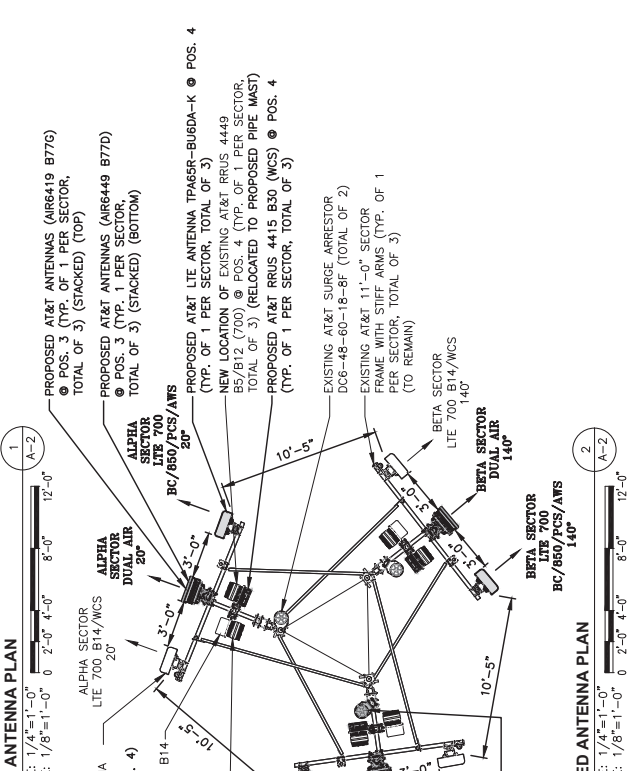 ANTENNA PLAN
: 1/4"=1'-0"
: 1/8"=1'-0"
0
2'-0"
4'-0"
8'-0"
12'-0"
1
A-2
PROPOSED AT&T ANTENNAS (AIR6419 B77G)
@ POS. 3 (TYP. OF 1 PER SECTOR,
TOTAL OF 3) (STACKED) (TOP)
PROPOSED AT&T ANTENNAS (AIR6449 B77D)
@ POS. 3 (TYP. 1 PER SECTOR,
TOTAL OF 3) (STACKED) (BOTTOM)
PROPOSED AT&T LTE ANTENNA TPA65R-BU6DA-K @ POS. 4
(TYP. OF 1 PER SECTOR, TOTAL OF 3)
NEW LOCATION OF EXISTING AT&T RRUS 4449
B5/B12 (700) @ POS. 4 (TYP. OF 1 PER SECTOR,
TOTAL OF 3) (RELOCATED TO PROPOSED PIPE MAST)
PROPOSED AT&T RRUS 4415 B30 (WCS) @ POS. 4
(TYP. OF 1 PER SECTOR, TOTAL OF 3)
EXISTING AT&T SURGE ARRESTOR
DC6-48-60-18-8F (TOTAL OF 2)
EXISTING AT&T 11'-0" SECTOR
FRAME WITH STIFF ARMS (TYP. OF 1
PER SECTOR, TOTAL OF 3)
(TO REMAIN)
ALPHA SECTOR
LTE 700 B14/WCS
20°
ALPHA
SECTOR
DUAL AIR
20°
ALPHA
SECTOR
LTE 700
BC/850/PCS/AWS
20°
BETA SECTOR
LTE 700 B14/WCS
140°
BETA SECTOR
DUAL AIR
140°
BETA SECTOR
LTE 700
BC/850/PCS/AWS
140°
3'-0"
3'-0"
10'-5"
3'-0"
3'-0"
10'-5"
10'-5"
3'-0"
A
4)
B14
ED ANTENNA PLAN
: 1/4"=1'-0"
: 1/8"=1'-0"
0
2'-0"
4'-0"
8'-0"
12'-0"
2
A-2